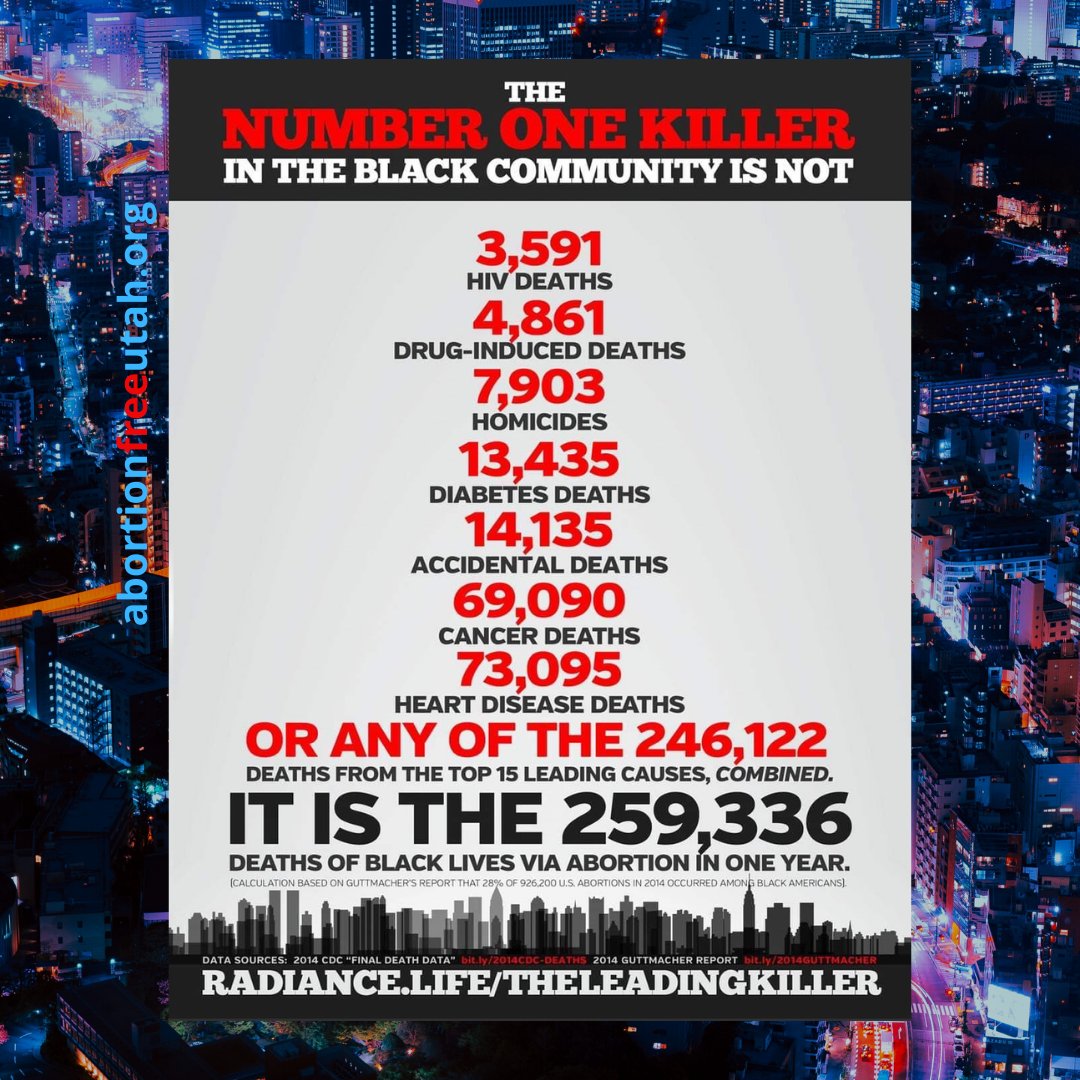 THE
NUMBER ONE KILLER
IN THE BLACK COMMUNITY IS NOT
3,591
HIV DEATHS
4,861
DRUG-INDUCED DEATHS
7,903
HOMICIDES
13,435
DIABETES DEATHS
14,135
ACCIDENTAL DEATHS
69,090
CANCER DEATHS
73,095
HEART DISEASE DEATHS
OR ANY OF THE 246,122
DEATHS FROM THE TOP 15 LEADING CAUSES, COMBINED.
IT IS THE 259,336
DEATHS OF BLACK LIVES VIA ABORTION IN ONE YEAR.
[CALCULATION BASED ON GUTTMACHER'S REPORT THAT 28% OF 926,200 U.S. ABORTIONS IN 2014 OCCURRED AMONG BLACK AMERICANS].
DATA SOURCES: 2014 CDC "FINAL DEATH DATA" bit.ly/2014CDC-DEATHS 2014 GUTTMACHER REPORT bit.ly/2014GUTTMACHER
RADIANCE.LIFE/THELEADINGKILLER
abortionfreeutah.org